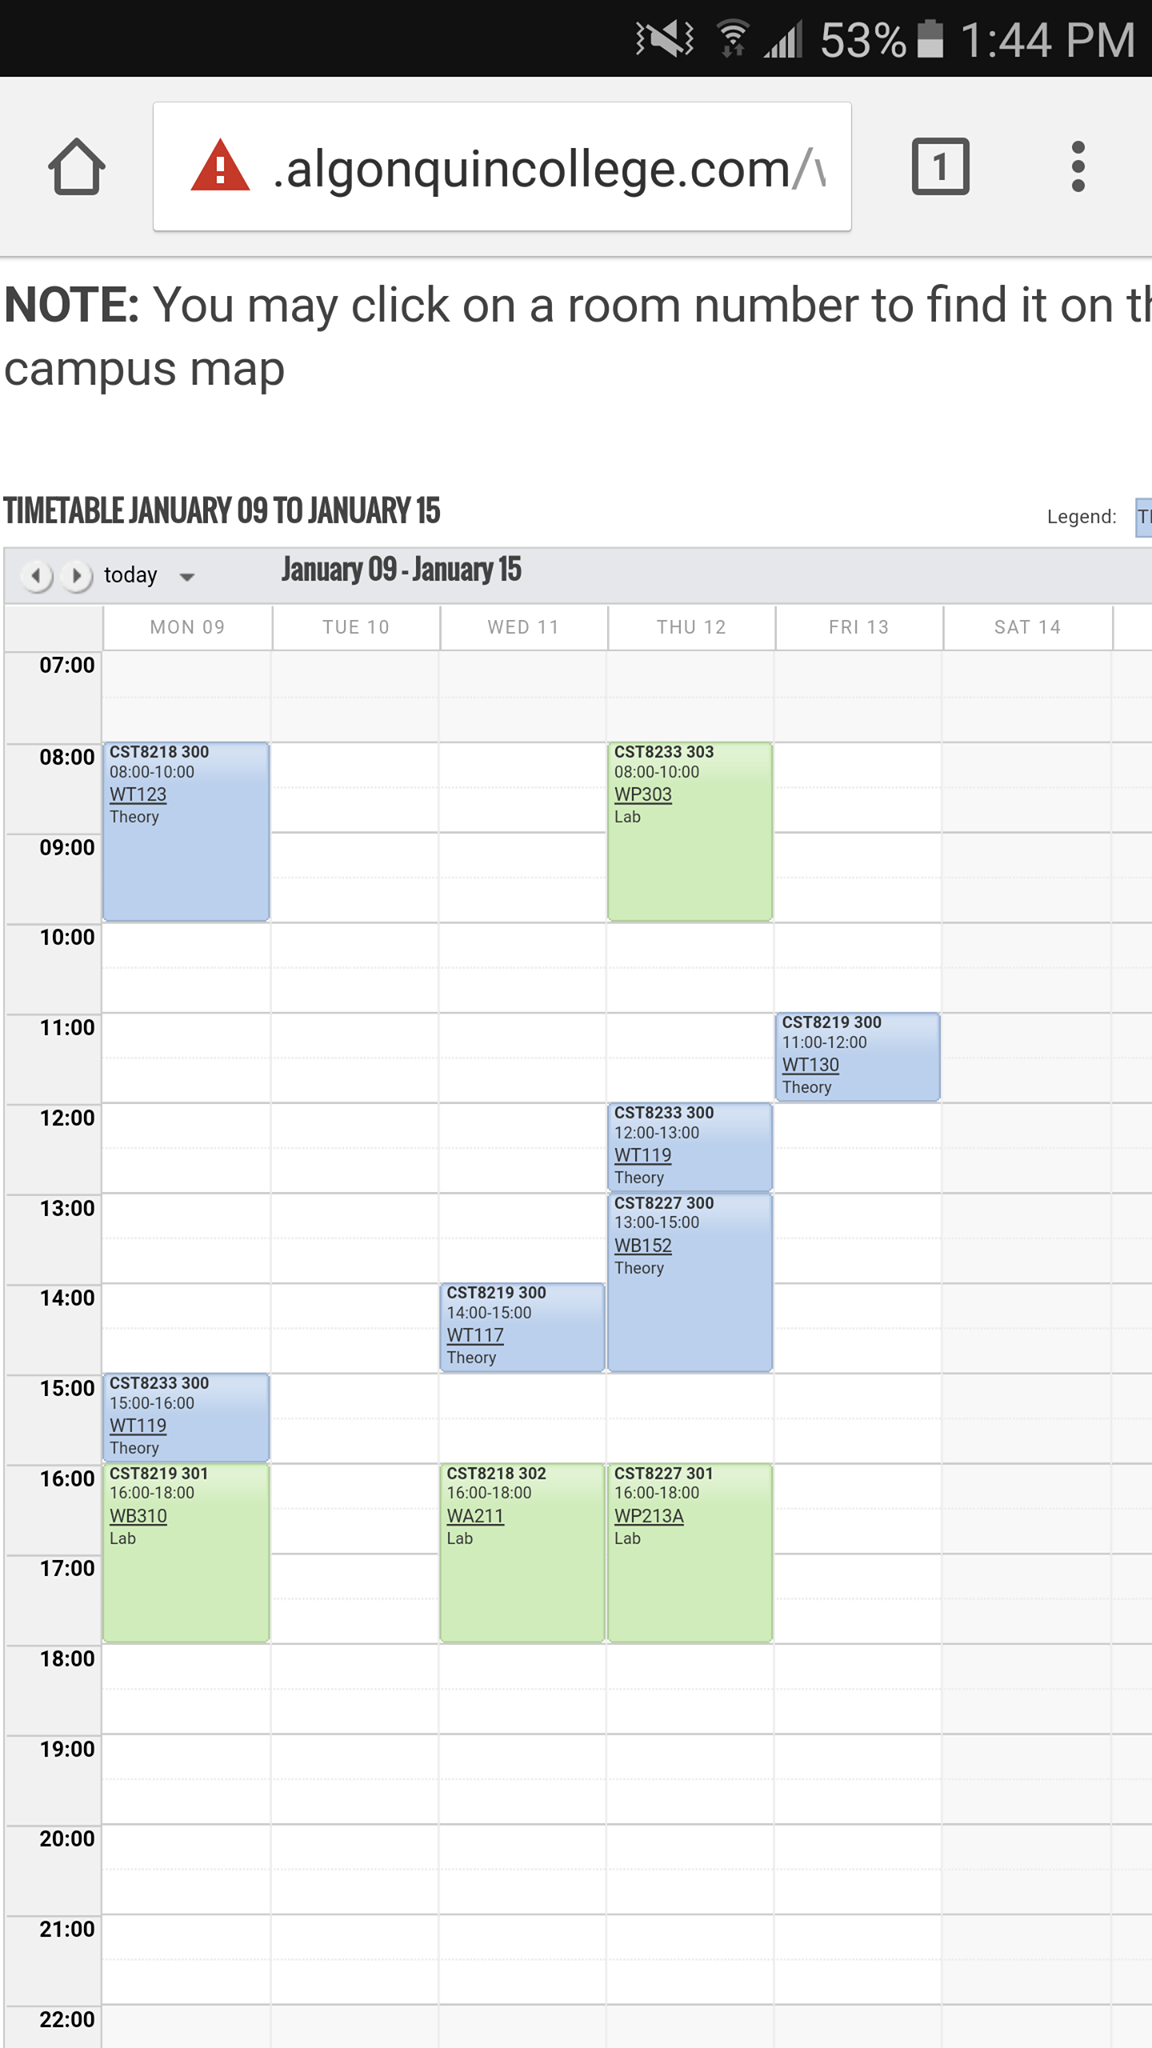 53% 1:44 PM
.algonquincollege.com/
1
NOTE: You may click on a room number to find it on th
campus map
TIMETABLE JANUARY 09 TO JANUARY 15
Legend:
today
January 09 - January 15
MON 09 TUE 10 WED 11 THU 12 FRI 13 SAT 14
07:00
08:00
CST8218 300
08:00-10:00
WT123
Theory
CST8233 303
08:00-10:00
WP303
Lab
09:00
10:00
11:00
CST8219 300
11:00-12:00
WT130
Theory
12:00
CST8233 300
12:00-13:00
WT119
Theory
13:00
CST8227 300
13:00-15:00
WB152
Theory
14:00
CST8219 300
14:00-15:00
WT117
Theory
15:00
CST8233 300
15:00-16:00
WT119
Theory
16:00
CST8219 301
16:00-18:00
WB310
Lab
CST8218 302
16:00-18:00
WA211
Lab
CST8227 301
16:00-18:00
WP213A
Lab
17:00
18:00
19:00
20:00
21:00
22:00